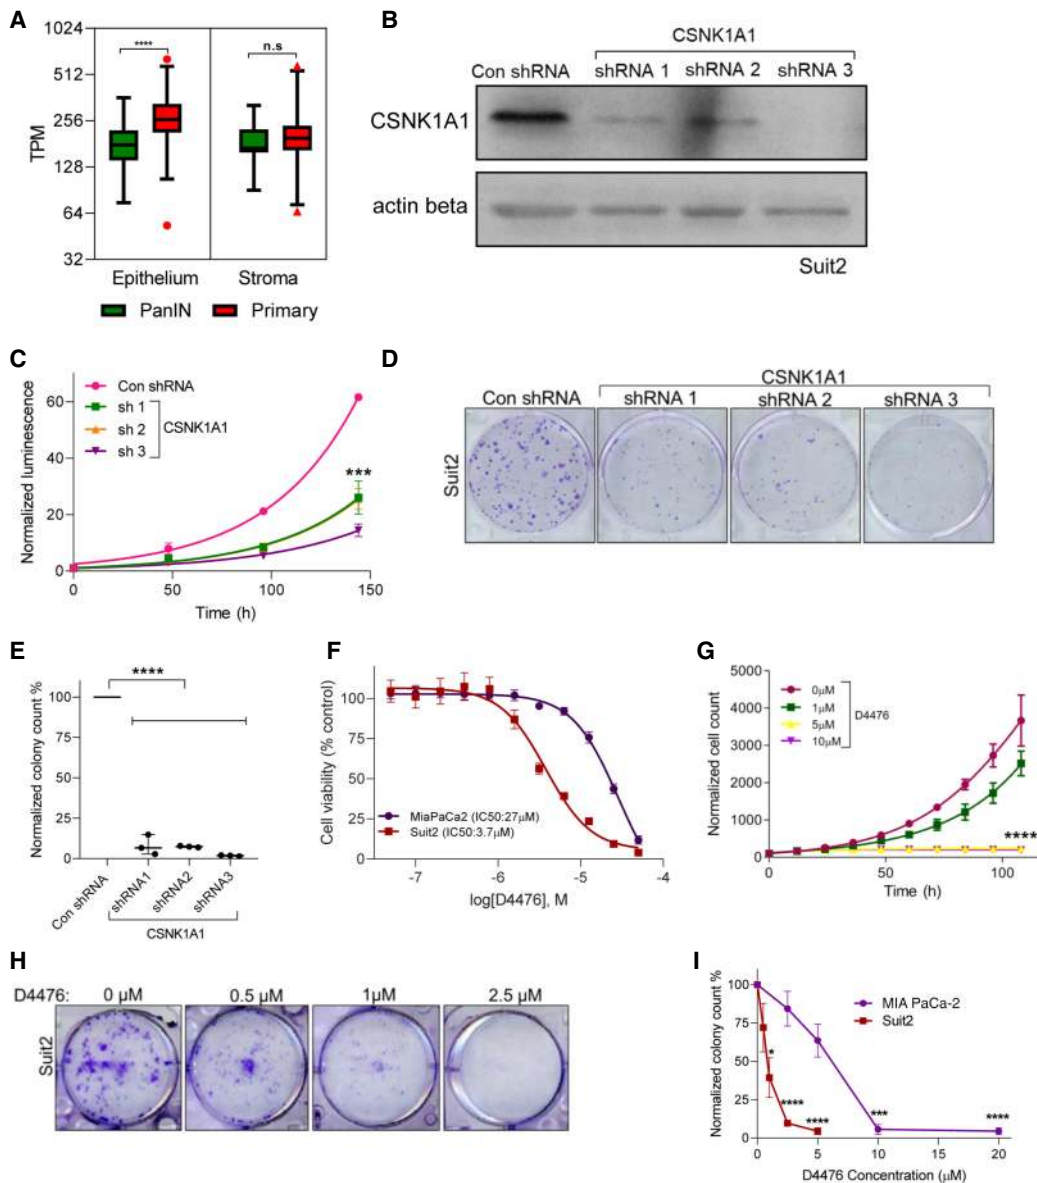 A
1024
512
256
128
64
32
TPM
****
n.s
Epithelium Stroma
PanIN Primary
B
CSNK1A1
Con shRNA shRNA 1 shRNA 2 shRNA 3
CSNK1A1
actin beta
Suit2
C
Normalized luminescence
60
40
20
0
Con shRNA
sh 1
sh 2
sh 3
CSNK1A1
***
0 50 100 150
Time (h)
D
CSNK1A1
Con shRNA shRNA 1 shRNA 2 shRNA 3
Suit2
E
Normalized colony count %
100
75
50
25
0
****
Con shRNA shRNA1 shRNA2 shRNA3
CSNK1A1
F
Cell viability (% control)
100
75
50
25
0
MiaPaCa2 (IC50:27μM)
Suit2 (IC50:3.7μM)
-7 -6 -5
log[D4476], M
G
Normalized cell count
5000
4000
3000
2000
1000
0
0μM
1μM
5μM
10μM
D4476
****
0 50 100
Time (h)
H
D4476: 0 μM 0.5 μM 1μM 2.5 μM
Suit2
I
Normalized colony count %
100
75
50
25
0
MIA PaCa-2
Suit2
*
****
****
***
****
0 5 10 15 20
D4476 Concentration (μM)